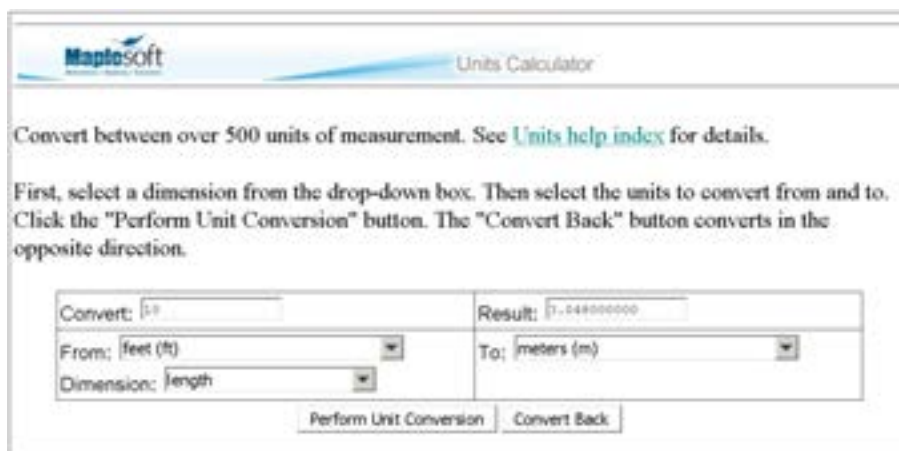 Maplesoft
Units Calculator
Convert between over 500 units of measurement. See Units help index for details.
First, select a dimension from the drop-down box. Then select the units to convert from and to.
Click the "Perform Unit Conversion" button. The "Convert Back" button converts in the
opposite direction.
Convert: 10 Result: 3.048000000
From: feet (ft) To: meters (m)
Dimension: length
Perform Unit Conversion Convert Back